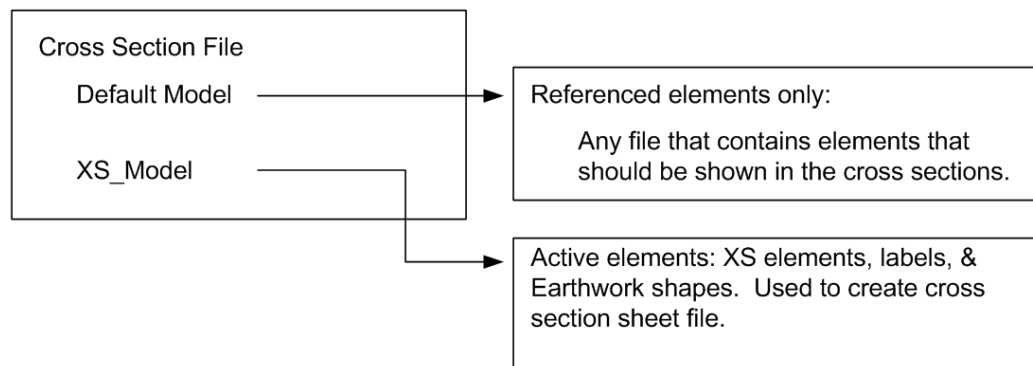 Cross Section File
Default Model
XS_Model
Referenced elements only:
Any file that contains elements that
should be shown in the cross sections.
Active elements: XS elements, labels, &
Earthwork shapes.  Used to create cross
section sheet file.